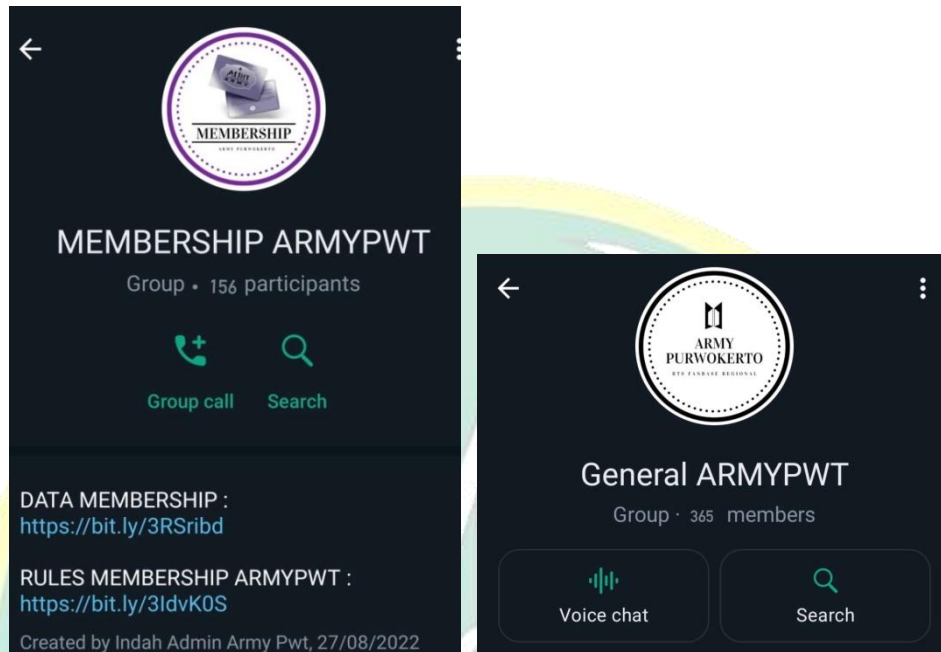 ARMY
MEMBERSHIP
ARMY PURWOKERTO
MEMBERSHIP ARMYPWT
Group • 156 participants
Group call
Search
DATA MEMBERSHIP :
https://bit.ly/3RSribd
RULES MEMBERSHIP ARMYPWT :
https://bit.ly/3IdvK0S
Created by Indah Admin Army Pwt, 27/08/2022
ARMY
PURWOKERTO
BTS FANBASE REGIONAL
General ARMYPWT
Group · 365 members
Voice chat
Search